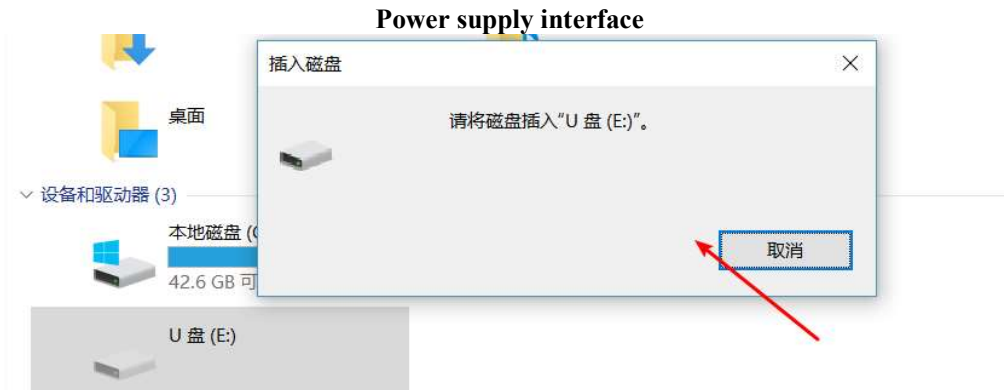 Power supply interface
插入磁盘
请将磁盘插入“U 盘 (E:)”。
桌面
设备和驱动器 (3)
本地磁盘 (
42.6 GB 可
取消
U 盘 (E:)